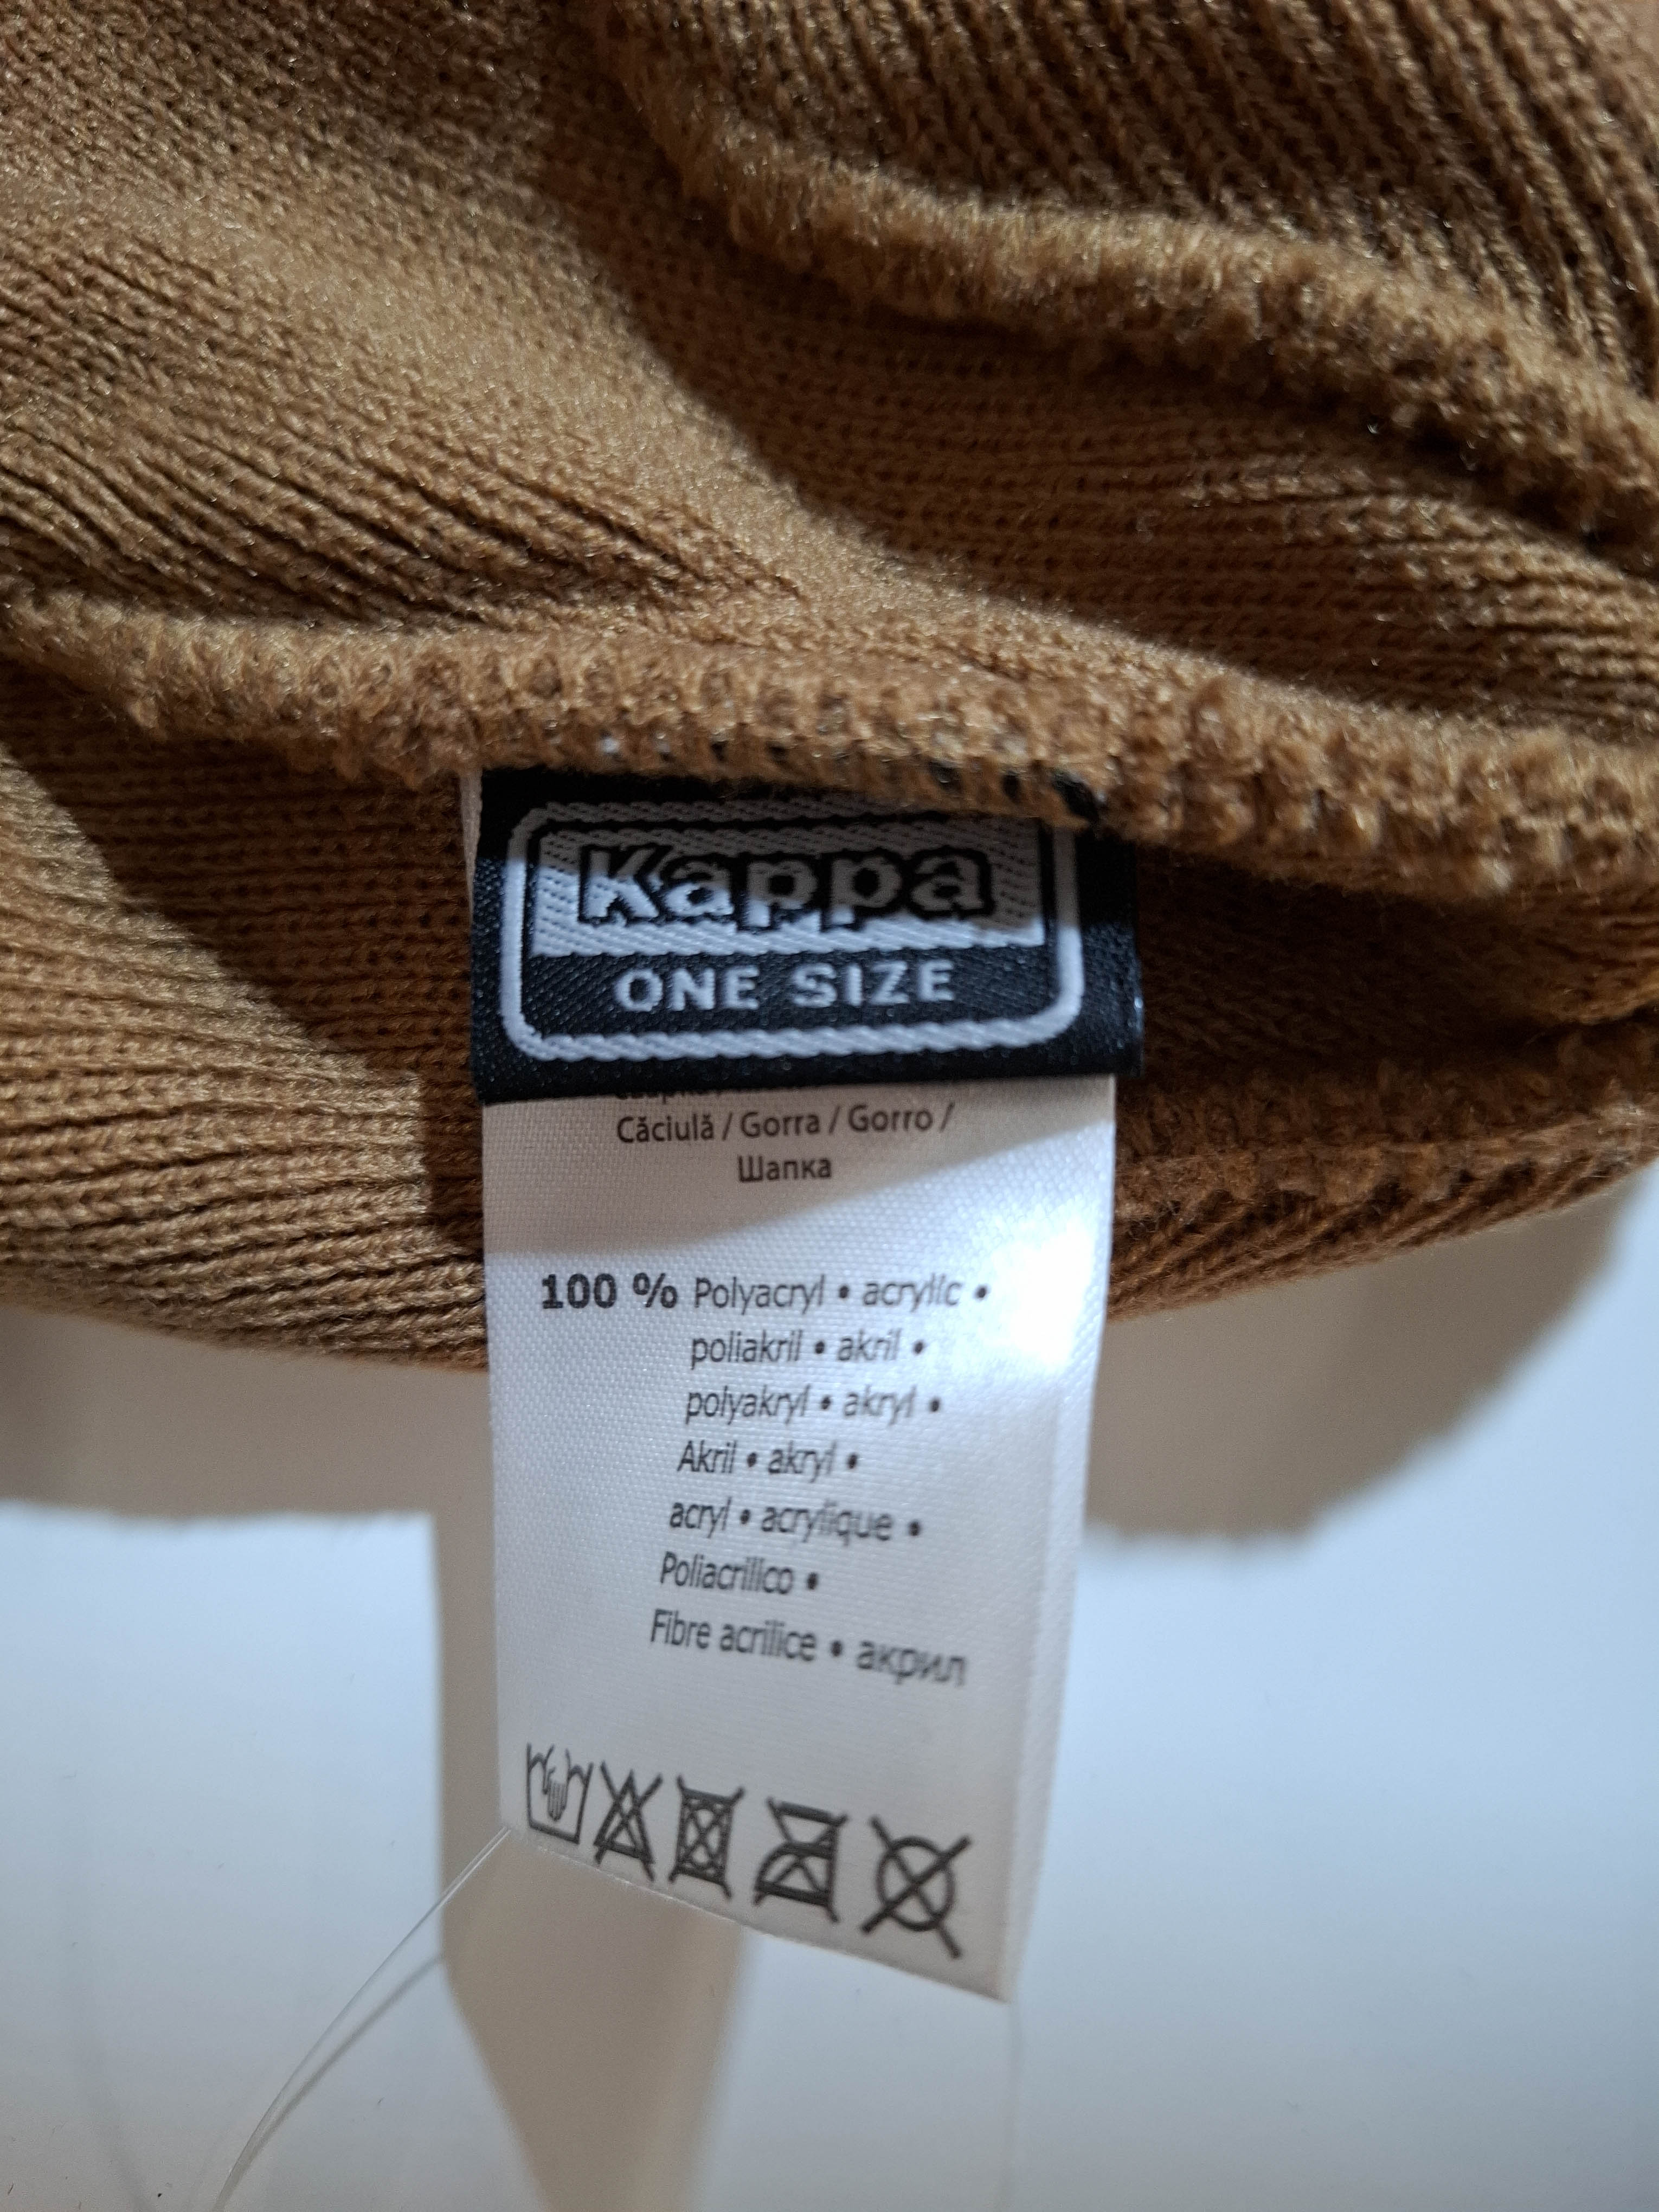 Kappa
ONE SIZE
Căciulă / Gorra / Gorro /
Шапка
100 % Polyacryl • acrylic •
poliakril • akril •
polyakryl • akryl •
Akril • akryl •
acryl • acrylique •
Poliacrilico •
Fibre acrilice • акрил